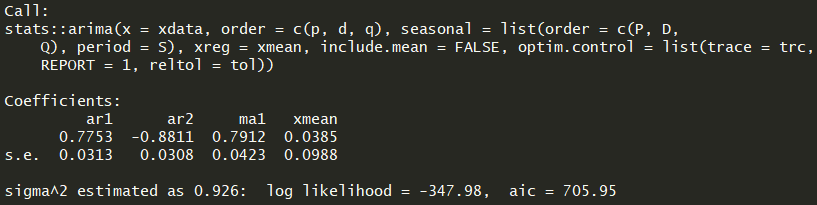 Call:
stats::arima(x = xdata, order = c(p, d, q), seasonal = list(order = c(P, D,
    Q), period = S), xreg = xmean, include.mean = FALSE, optim.control = list(trace = trc,
    REPORT = 1, reltol = tol))
Coefficients:
         ar1      ar2     ma1   xmean
      0.7753  -0.8811  0.7912  0.0385
s.e.  0.0313   0.0308  0.0423  0.0988
sigma^2 estimated as 0.926:  log likelihood = -347.98,  aic = 705.95